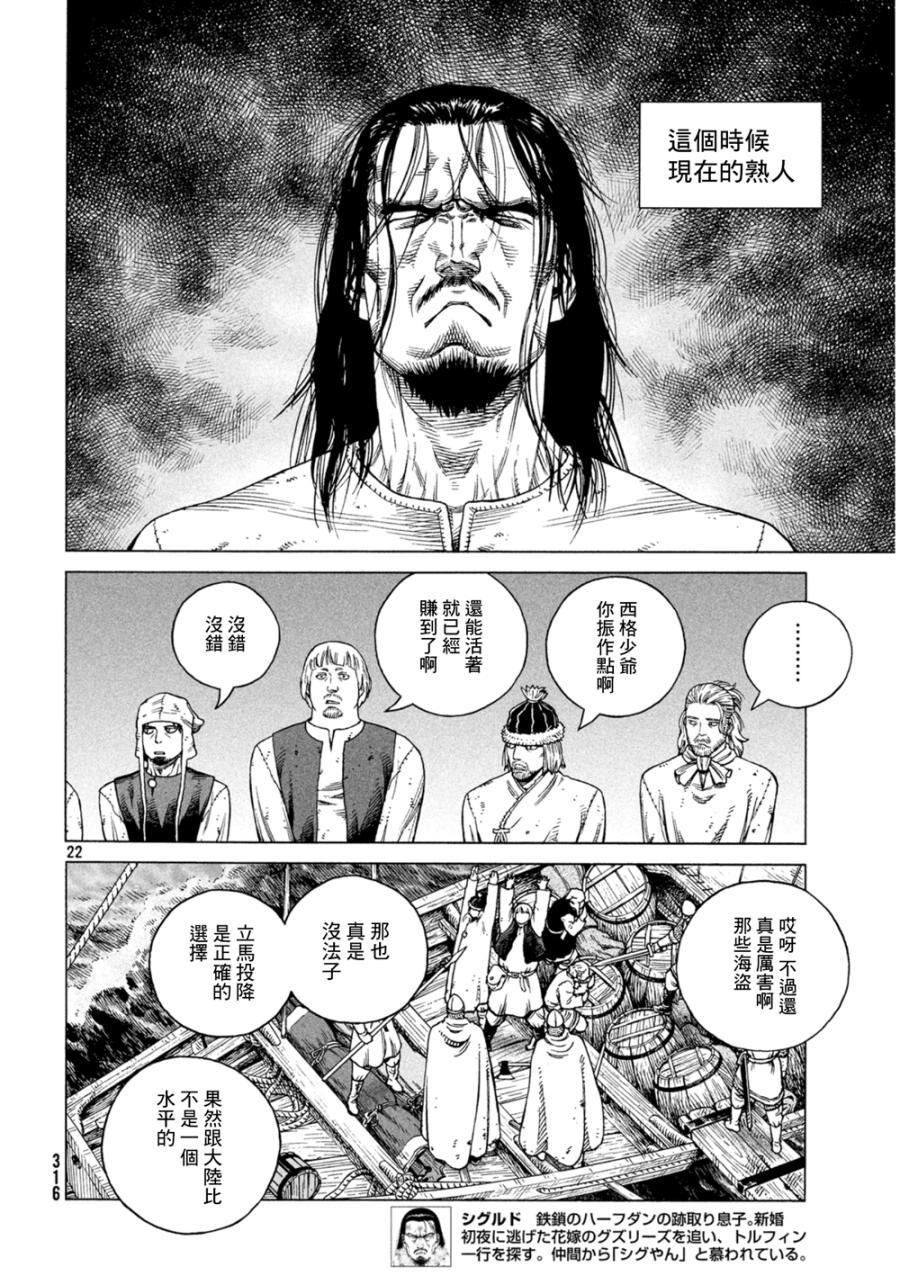 這個時候
現在的熟人
………
西格少爺
你振作點啊
還能活著
就已經
賺到了啊
沒錯
沒錯
22
哎呀 不過還
真是厲害啊
那些海盜
那也
真是
沒法子
立馬投降
是正確的
選擇
果然跟大陸比
不是一個
水平的
316
シグルド 鉄鎖のハーフダンの跡取り息子。新婚
初夜に逃げた花嫁のグズリーズを追い、トルフィン
一行を探す。仲間から「シグやん」と慕われている。